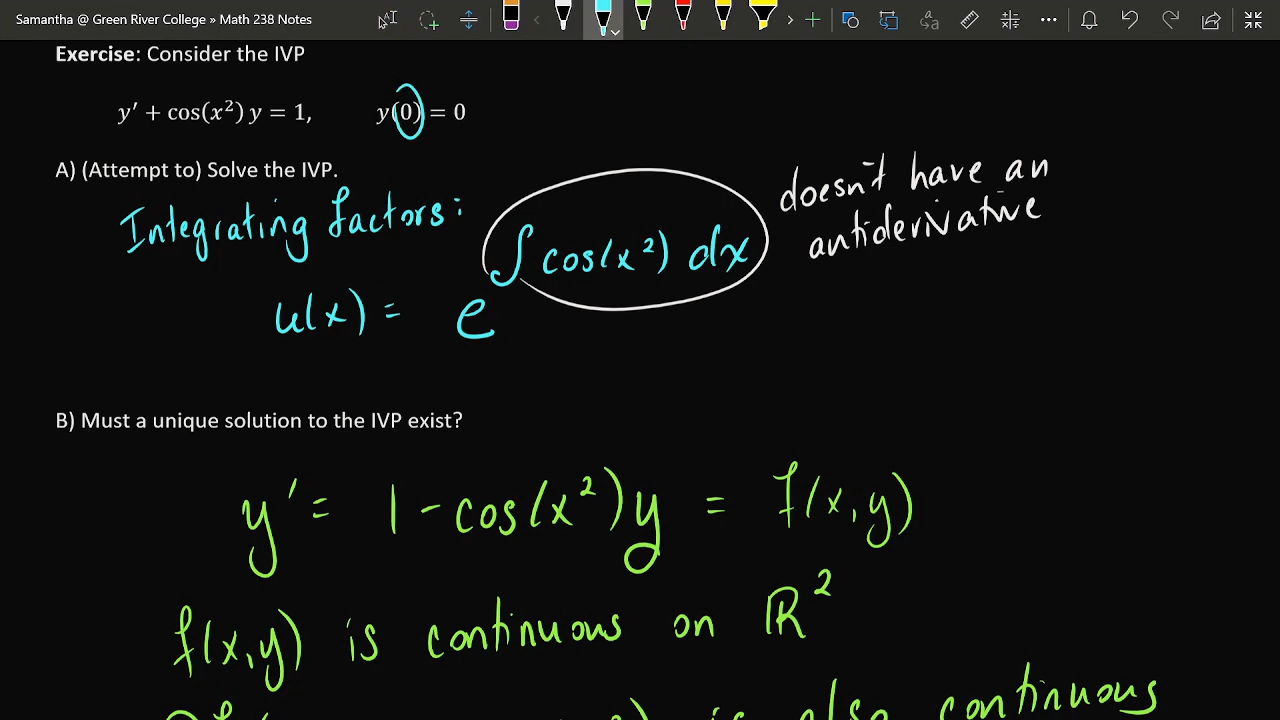 Samantha @ Green River College » Math 238 Notes
Exercise: Consider the IVP
y′ + cos(x²) y = 1, y(0) = 0
A) (Attempt to) Solve the IVP.
doesn't have an
antiderivative
Integrating factors:
∫ cos(x²) dx
u(x) = e
B) Must a unique solution to the IVP exist?
y' = 1 - cos(x²)y = f(x,y)
f(x,y) is continuous on ℝ²
is also continuous